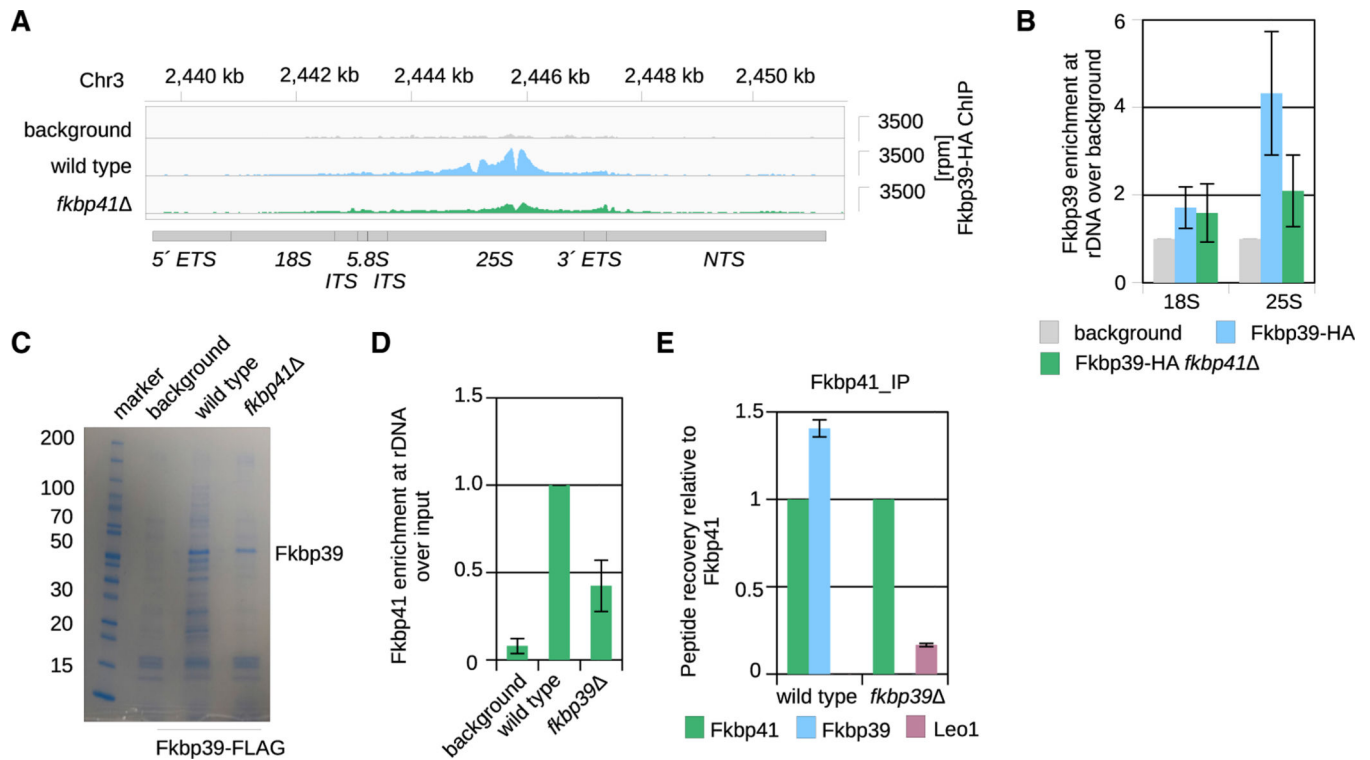 A
Chr3
2,440 kb 2,442 kb 2,444 kb 2,446 kb 2,448 kb 2,450 kb
background
wild type
fkbp41Δ
3500
3500
3500
[rpm]
Fkbp39-HA ChIP
5´ ETS 18S 5.8S 25S 3´ ETS NTS
ITS ITS
B
Fkbp39 enrichment at
rDNA over background
6
4
2
0
18S 25S
background Fkbp39-HA
Fkbp39-HA fkbp41Δ
C
marker
background
wild type
fkbp41Δ
200
100
70
50
30
20
15
Fkbp39
Fkbp39-FLAG
D
Fkbp41 enrichment at rDNA
over input
1.5
1.0
0.5
0
background
wild type
fkbp39Δ
E
Fkbp41_IP
Peptide recovery relative to
Fkbp41
1.5
1
0.5
0
wild type fkbp39Δ
Fkbp41 Fkbp39 Leo1